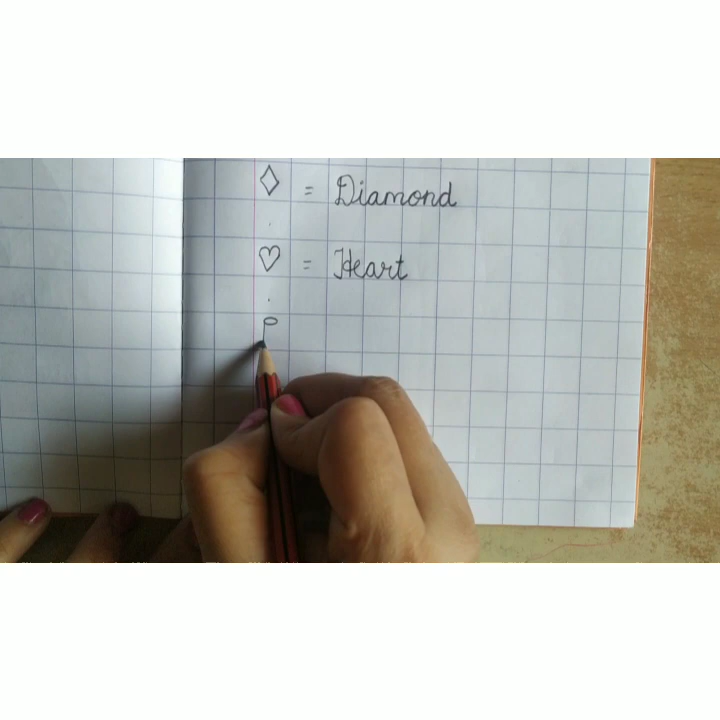 ◇ = Diamond
♡ = Heart